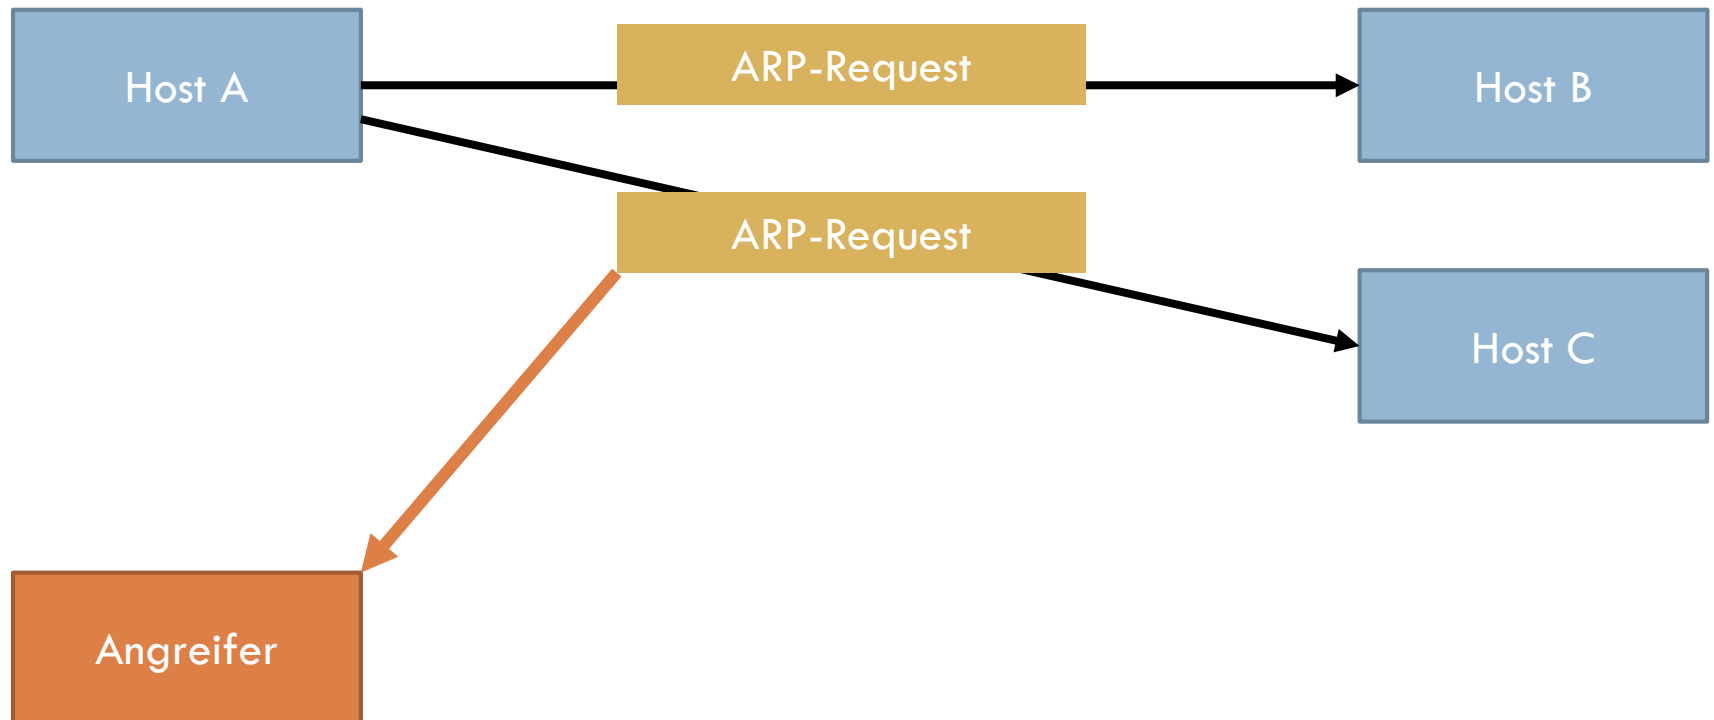 Host A
ARP-Request
Host B
ARP-Request
Host C
Angreifer